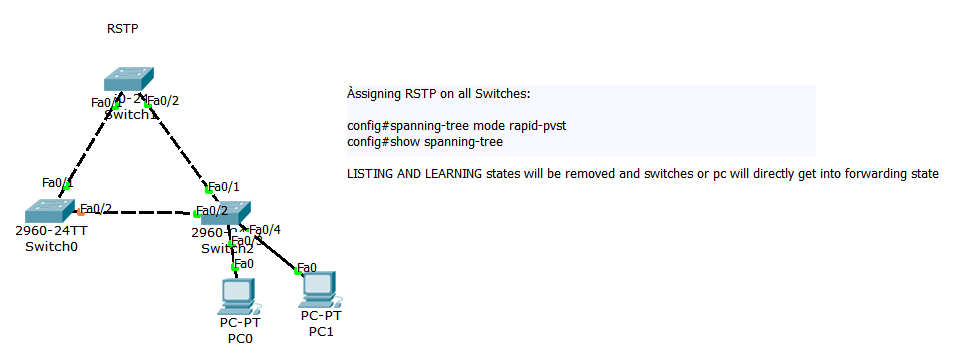 RSTP
Fa0/1
Fa0/2
Switch1
Àssigning RSTP on all Switches:
config#spanning-tree mode rapid-pvst
config#show spanning-tree
LISTING AND LEARNING states will be removed and switches or pc will directly get into forwarding state
Fa0/1
Fa0/1
Fa0/2
Fa0/2
2960-24TT
Switch0
2960-
Switch2
Fa0/3
Fa0/4
Fa0
Fa0
PC-PT
PC0
PC-PT
PC1